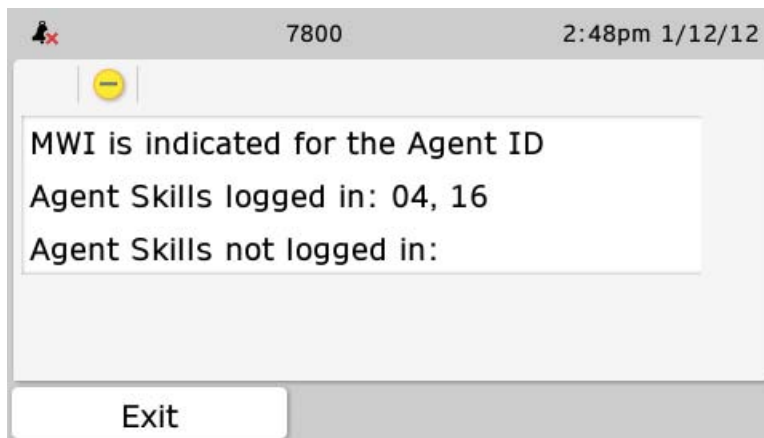 7800 2:48pm 1/12/12
MWI is indicated for the Agent ID
Agent Skills logged in: 04, 16
Agent Skills not logged in:
Exit